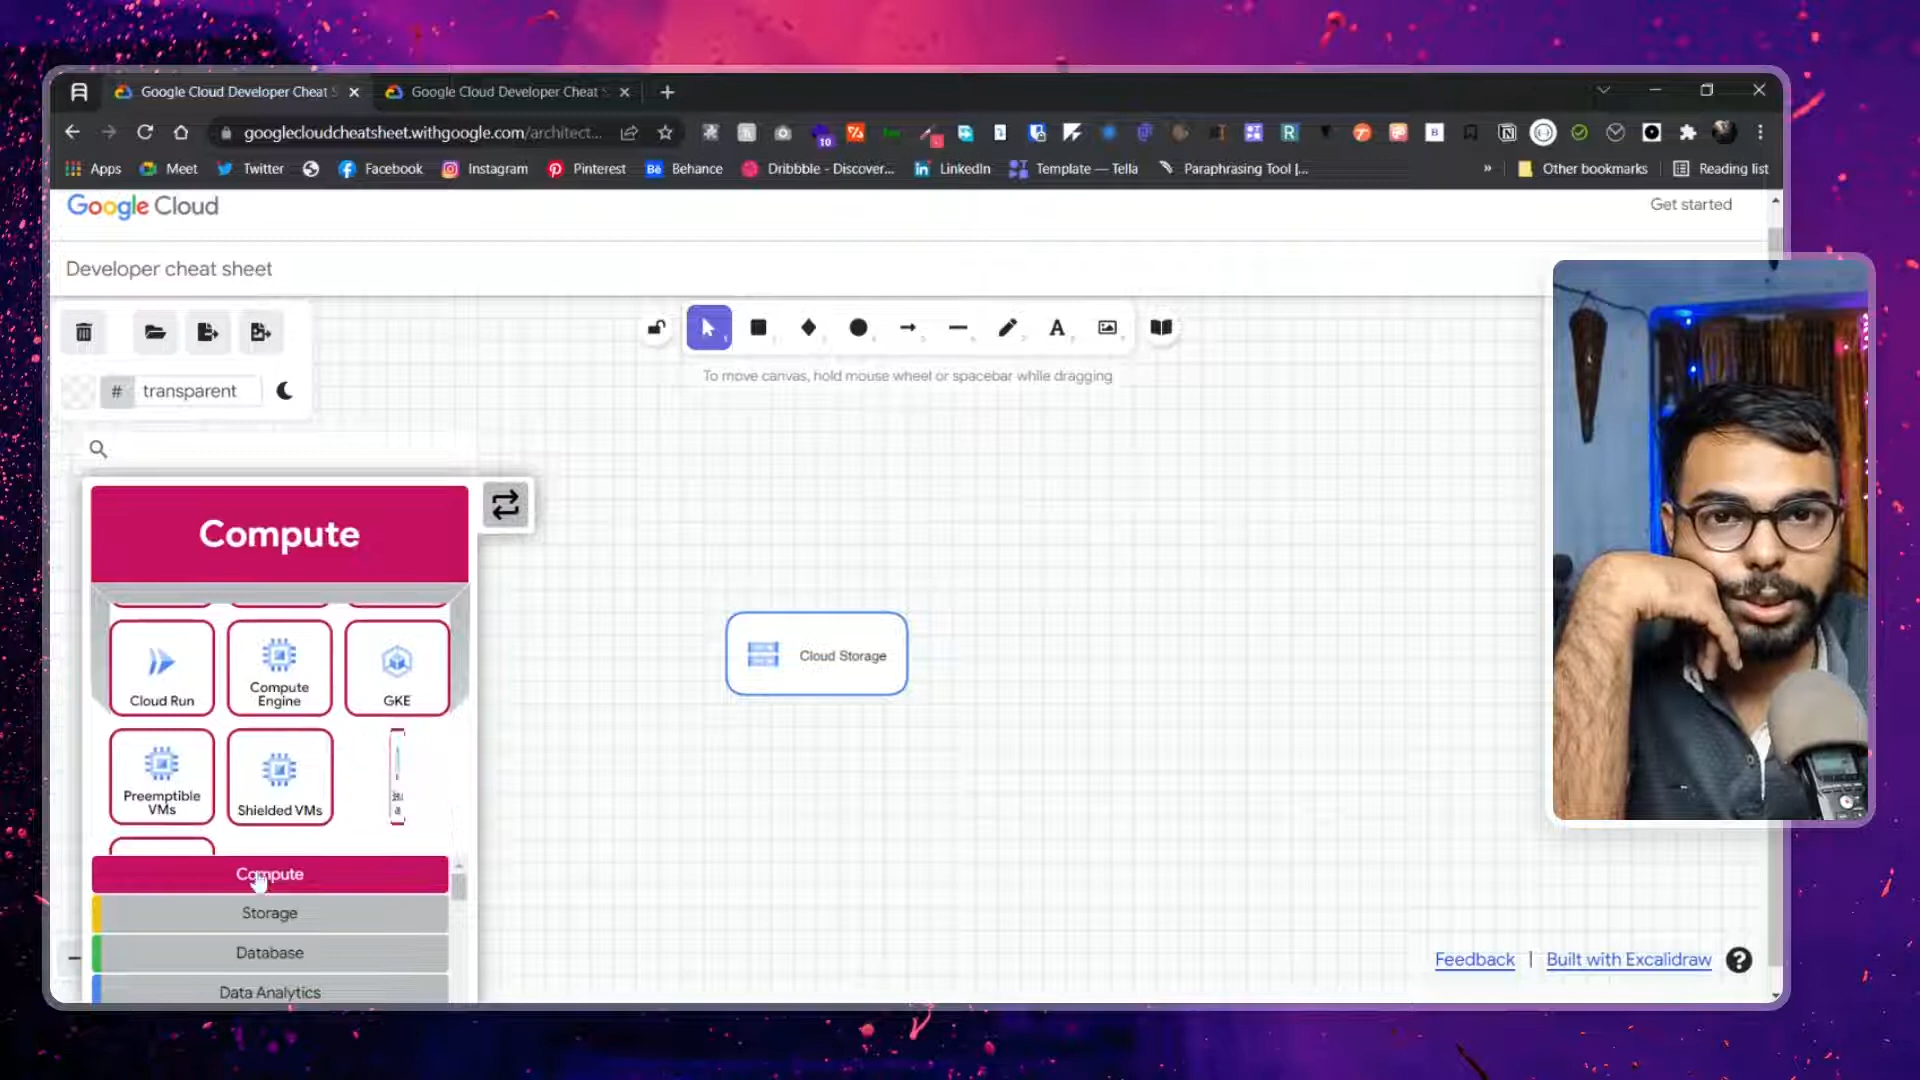 Google Cloud Developer Cheat S
Google Cloud Developer Cheat S
googlecloudcheatsheet.withgoogle.com/architect...
10
Apps
Meet
Twitter
Facebook
Instagram
Pinterest
Behance
Dribbble - Discover...
LinkedIn
Template — Tella
Paraphrasing Tool |...
»
Other bookmarks
Reading list
Google Cloud
Get started
Developer cheat sheet
# transparent
A
To move canvas, hold mouse wheel or spacebar while dragging
Compute
Cloud Run
Compute
Engine
GKE
Preemptible
VMs
Shielded VMs
Cloud Storage
Compute
Storage
Database
Data Analytics
Feedback | Built with Excalidraw